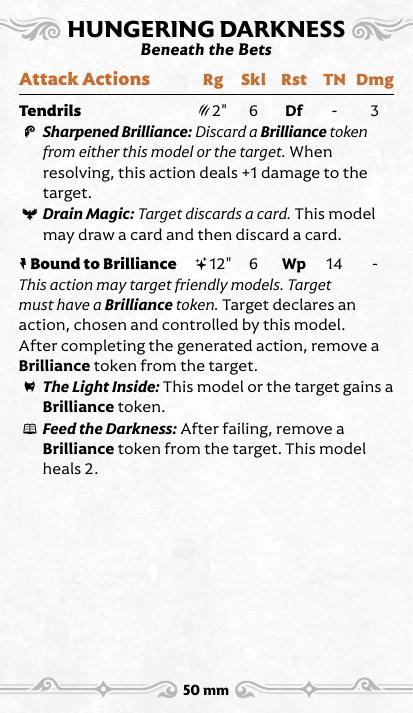 HUNGERING DARKNESS
Beneath the Bets
Attack Actions Rg Skl Rst TN Dmg
Tendrils 2" 6 Df - 3
Sharpened Brilliance: Discard a Brilliance token
from either this model or the target. When
resolving, this action deals +1 damage to the
target.
Drain Magic: Target discards a card. This model
may draw a card and then discard a card.
Bound to Brilliance 12" 6 Wp 14 -
This action may target friendly models. Target
must have a Brilliance token. Target declares an
action, chosen and controlled by this model.
After completing the generated action, remove a
Brilliance token from the target.
The Light Inside: This model or the target gains a
Brilliance token.
Feed the Darkness: After failing, remove a
Brilliance token from the target. This model
heals 2.
50 mm